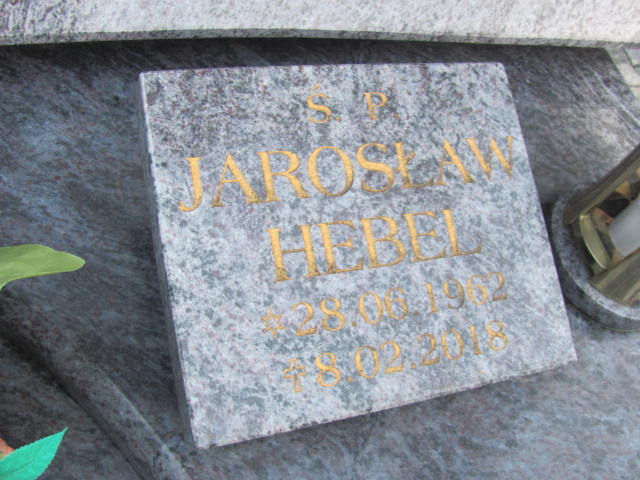 Ś. P.
JAROSŁAW
HEBEL
* 28.06.1962
† 8.02.2018